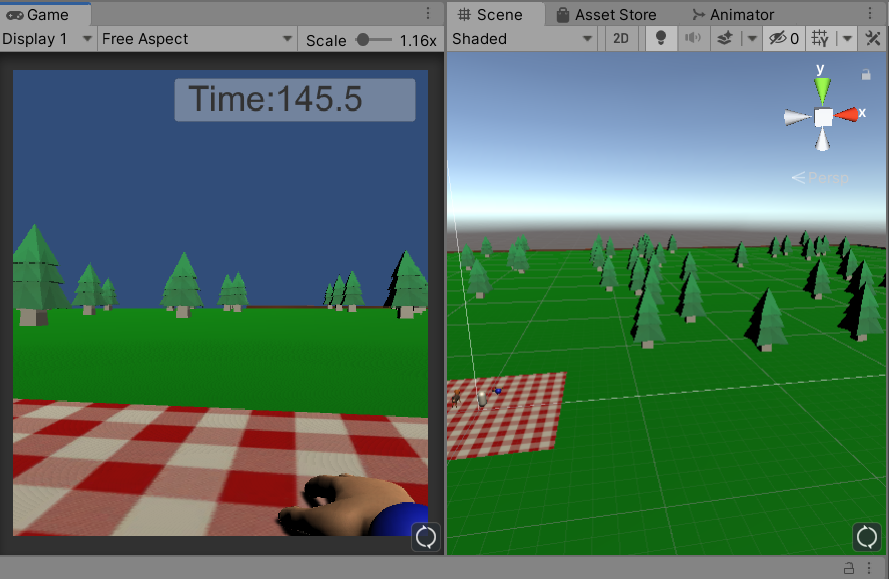 Game
Display 1
Free Aspect
Scale
1.16x
Time:145.5
Scene
Asset Store
Animator
Shaded
2D
0
y
x
Persp